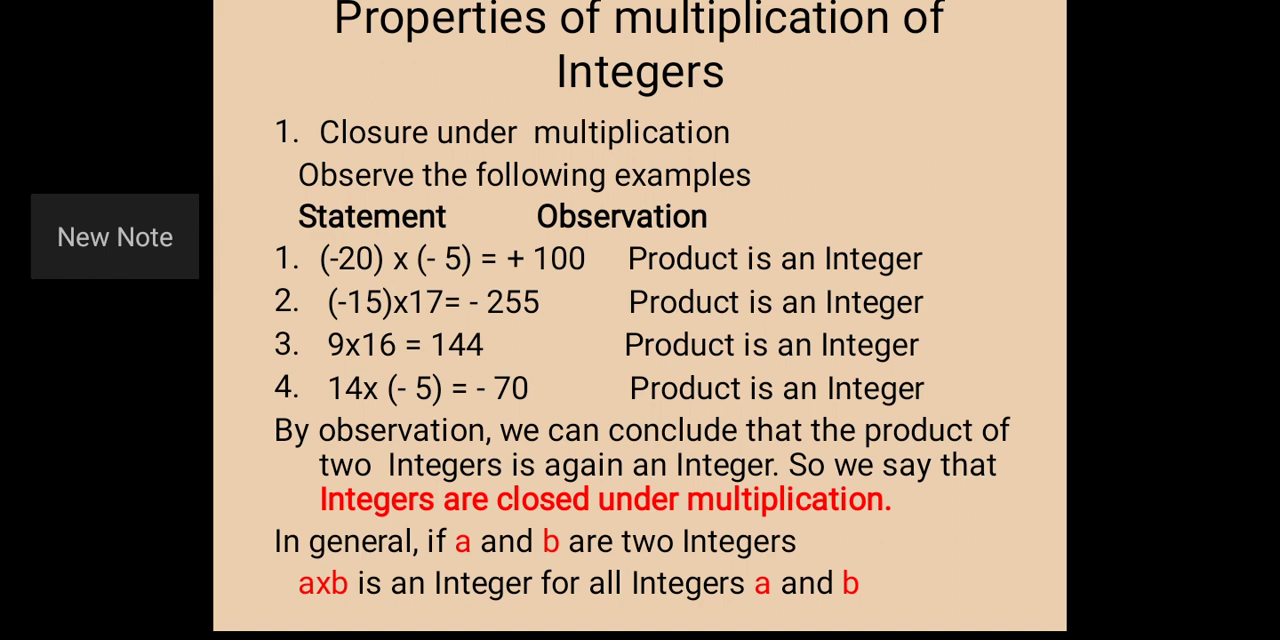 Properties of multiplication of
Integers
1. Closure under multiplication
Observe the following examples
Statement Observation
New Note
1. (-20) x (- 5) = + 100 Product is an Integer
2. (-15)x17= - 255 Product is an Integer
3. 9x16 = 144 Product is an Integer
4. 14x (- 5) = - 70 Product is an Integer
By observation, we can conclude that the product of
two Integers is again an Integer. So we say that
Integers are closed under multiplication.
In general, if a and b are two Integers
axb is an Integer for all Integers a and b